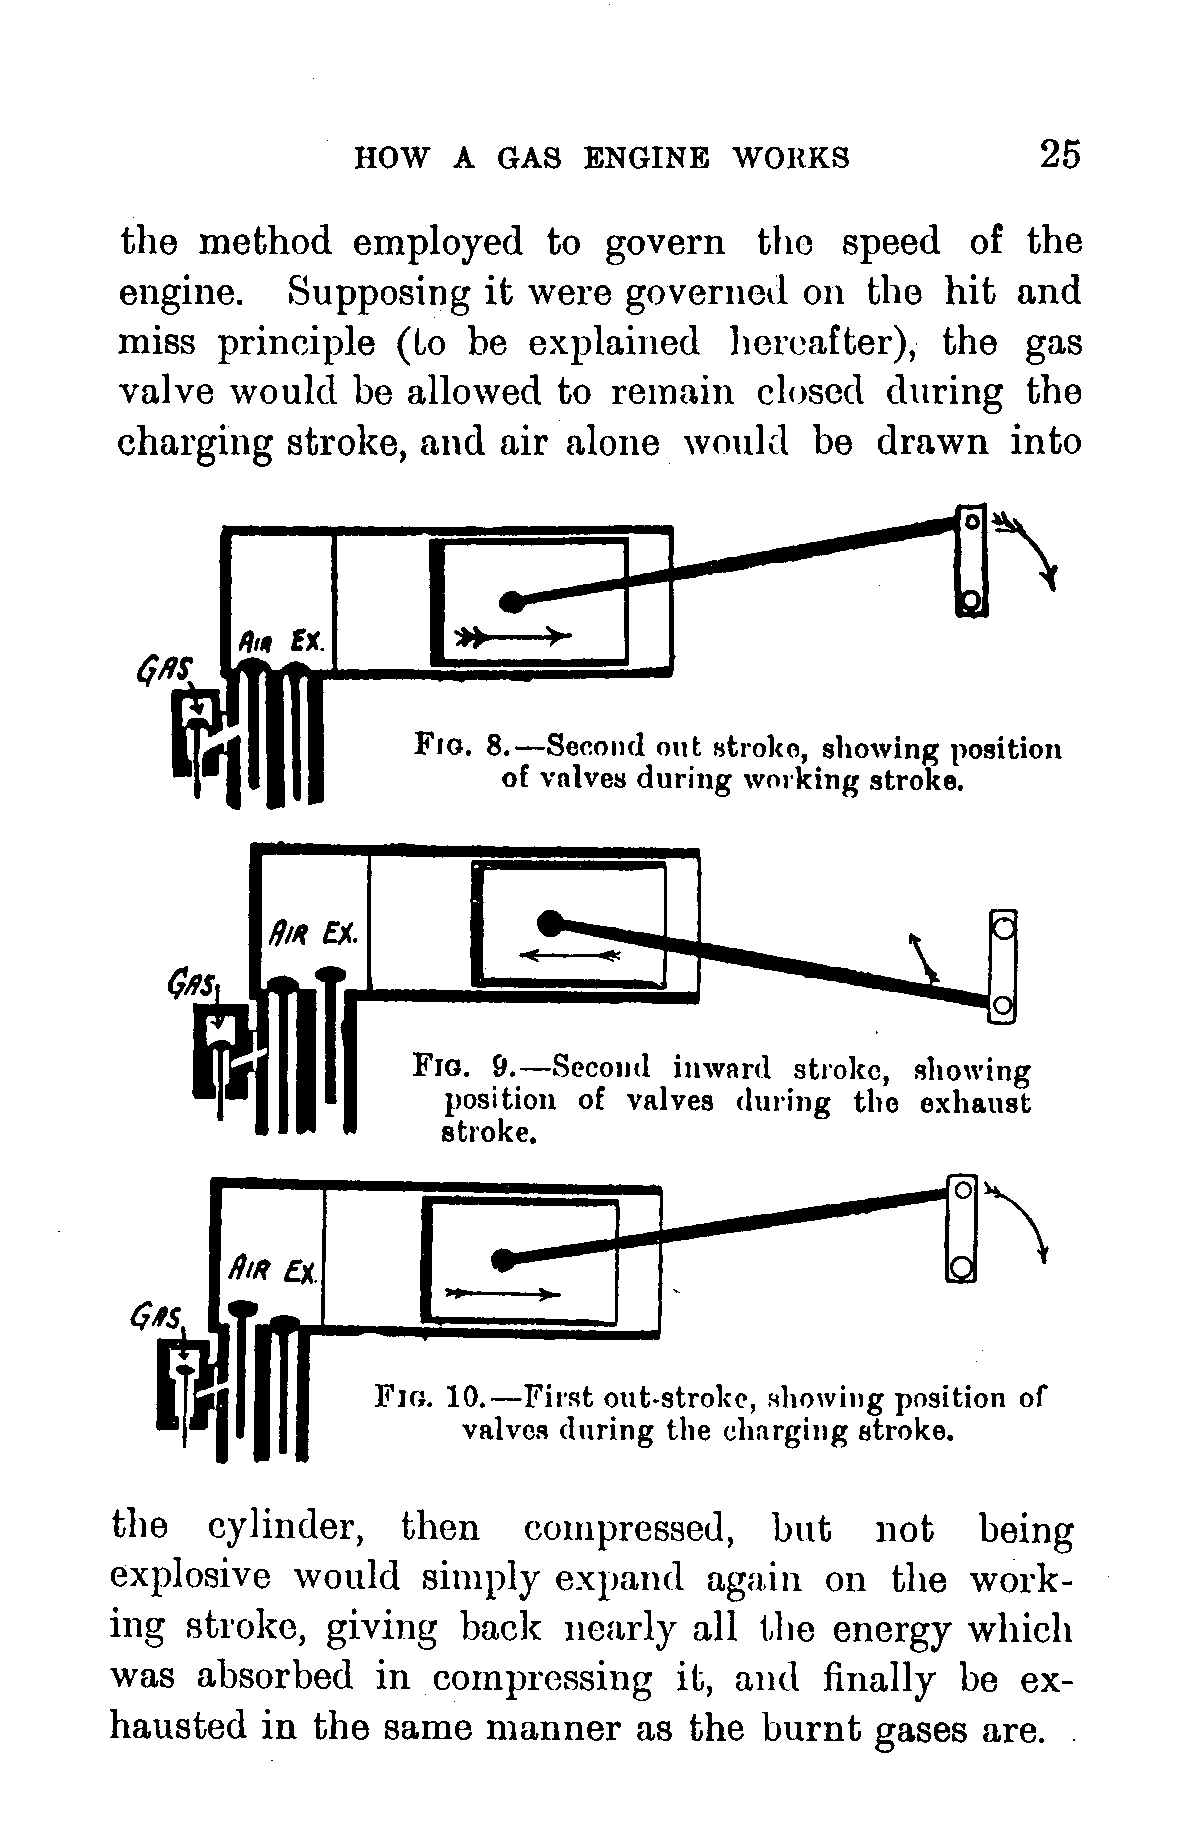 HOW A GAS ENGINE WORKS 25
the method employed to govern the speed of the
engine. Supposing it were governed on the hit and
miss principle (to be explained hereafter), the gas
valve would be allowed to remain closed during the
charging stroke, and air alone would be drawn into
AIR EX.
GAS
FIG. 8.—Second out stroke, showing position
of valves during working stroke.
AIR EX.
GAS
FIG. 9.—Second inward stroke, showing
position of valves during the exhaust
stroke.
AIR EX.
GAS
FIG. 10.—First out-stroke, showing position of
valves during the charging stroke.
the cylinder, then compressed, but not being
explosive would simply expand again on the work-
ing stroke, giving back nearly all the energy which
was absorbed in compressing it, and finally be ex-
hausted in the same manner as the burnt gases are.